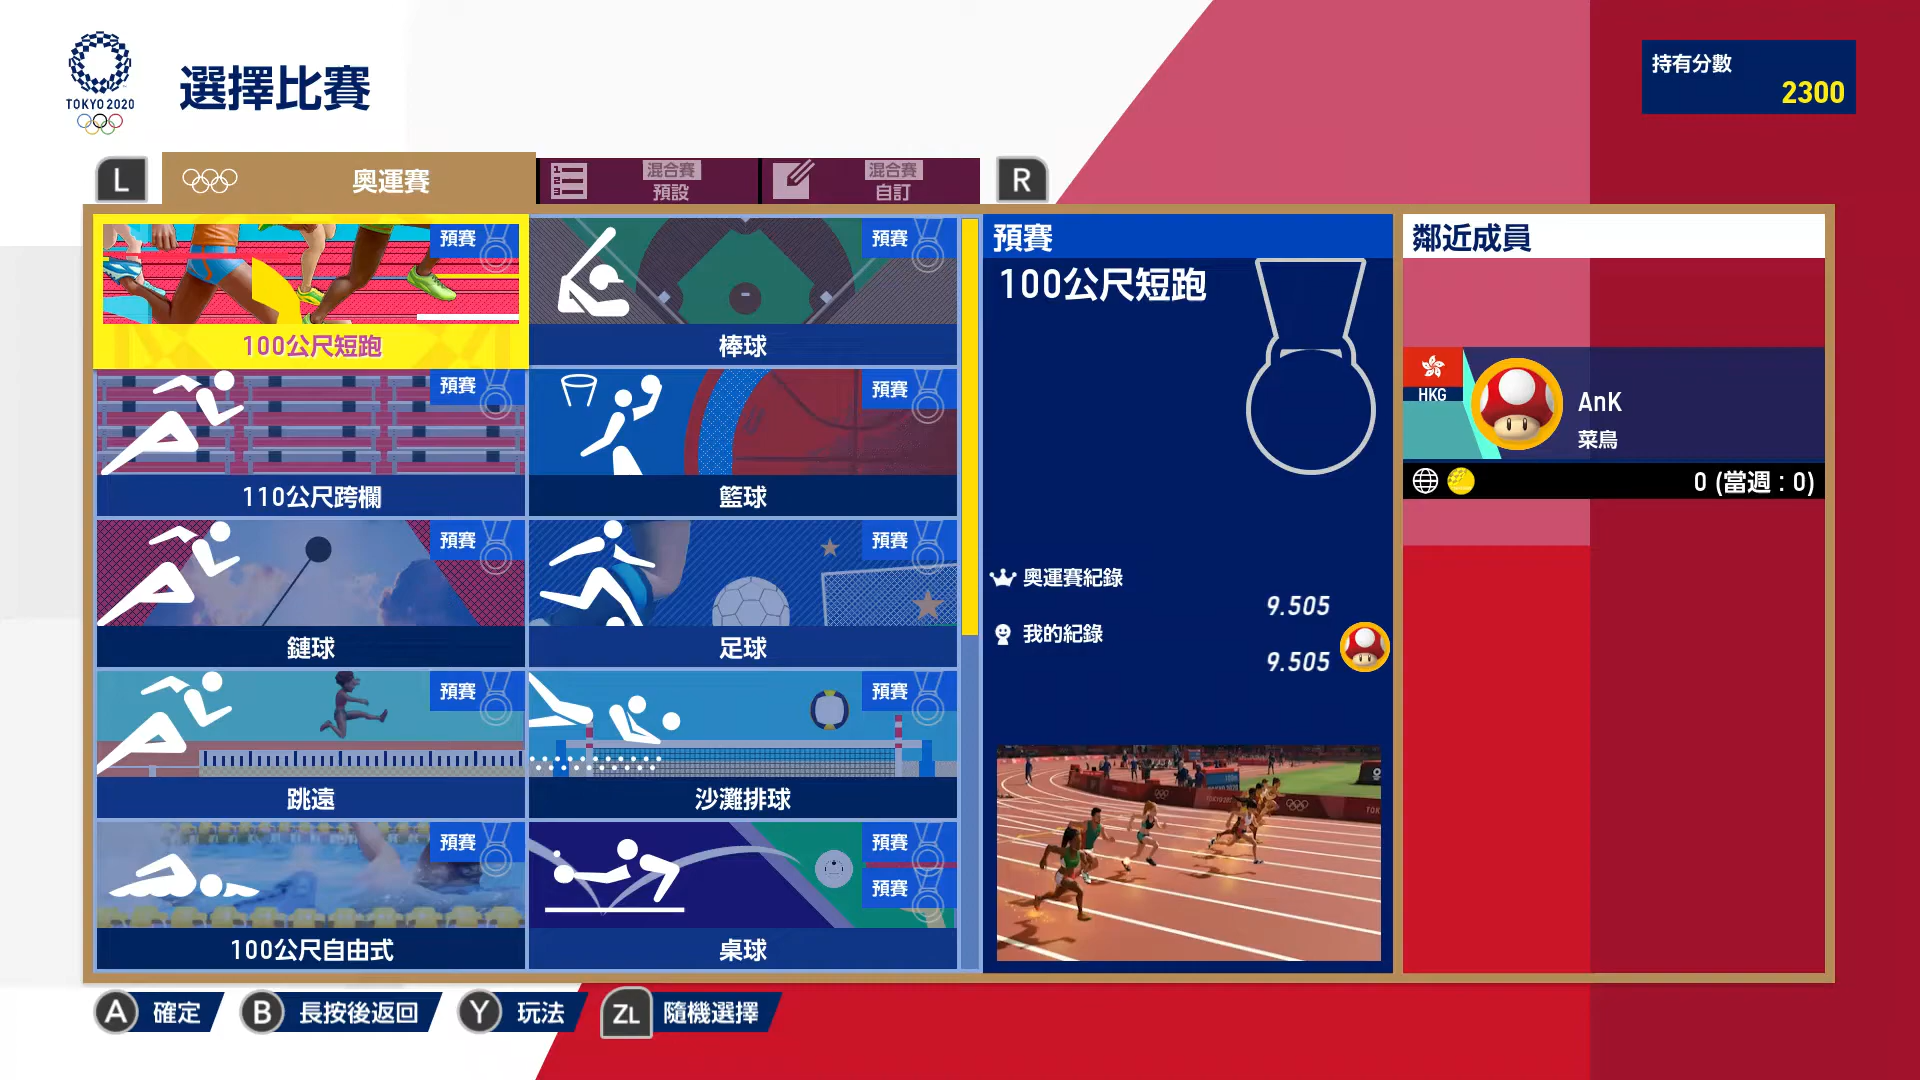 TOKYO 2020
選擇比賽
持有分數
2300
L
奧運賽
混合賽
預設
混合賽
自訂
R
預賽
100公尺短跑
預賽
棒球
預賽
110公尺跨欄
預賽
籃球
預賽
鏈球
預賽
足球
預賽
跳遠
預賽
沙灘排球
預賽
100公尺自由式
預賽
預賽
桌球
預賽
100公尺短跑
奧運賽紀錄
9.505
我的紀錄
9.505
鄰近成員
HKG
AnK
菜鳥
0 (當週：0)
A 確定
B 長按後返回
Y 玩法
ZL 隨機選擇